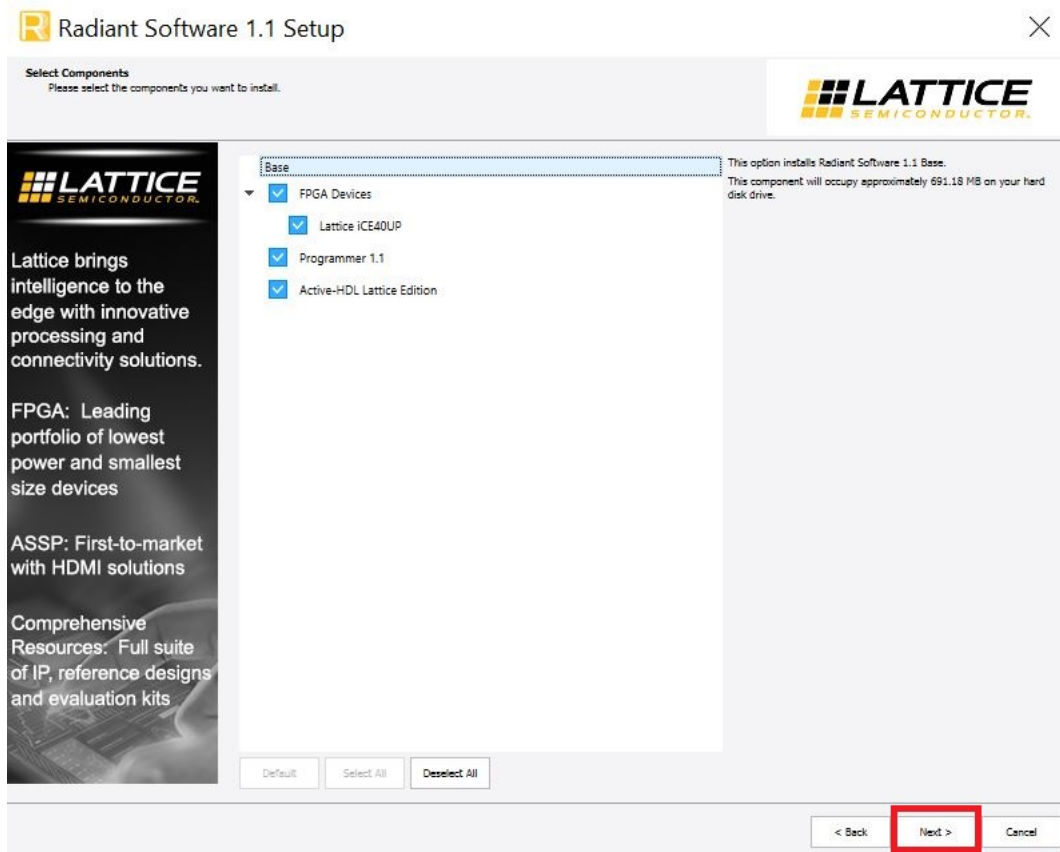 Radiant Software 1.1 Setup
Select Components
Please select the components you want to install.
LATTICE
SEMICONDUCTOR.
LATTICE
SEMICONDUCTOR.
Lattice brings
intelligence to the
edge with innovative
processing and
connectivity solutions.
FPGA: Leading
portfolio of lowest
power and smallest
size devices
ASSP: First-to-market
with HDMI solutions
Comprehensive
Resources: Full suite
of IP, reference designs
and evaluation kits
Base
FPGA Devices
Lattice iCE40UP
Programmer 1.1
Active-HDL Lattice Edition
This option installs Radiant Software 1.1 Base.
This component will occupy approximately 691.18 MB on your hard
disk drive.
Default
Select All
Deselect All
< Back
Next >
Cancel